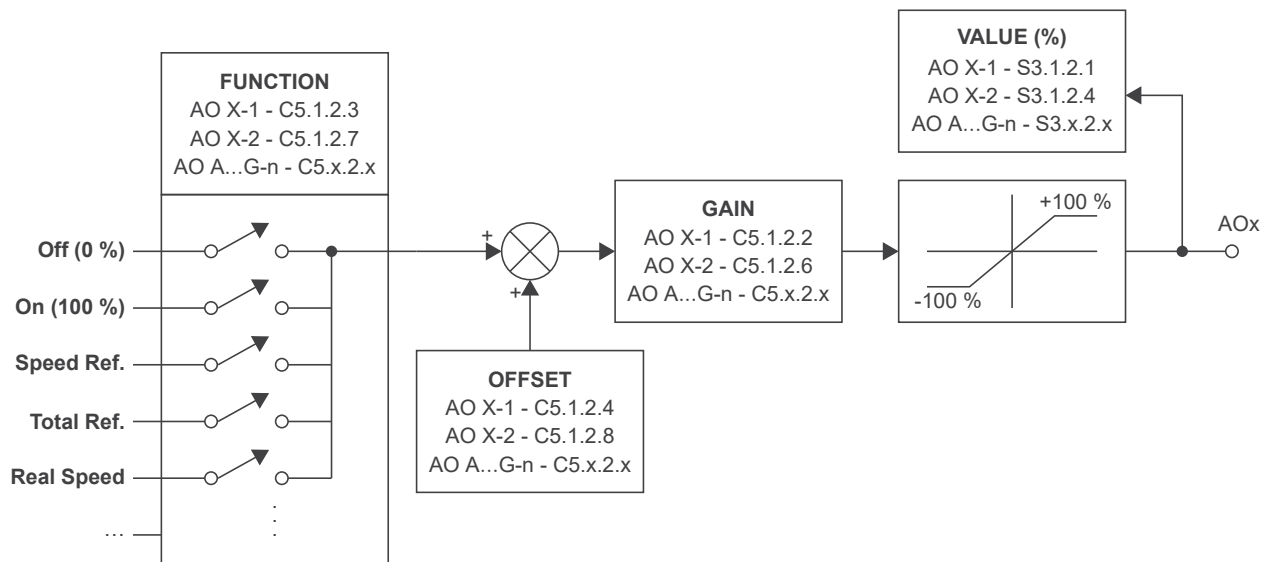 FUNCTION
AO X-1 - C5.1.2.3
AO X-2 - C5.1.2.7
AO A...G-n - C5.x.2.x
Off (0 %)
On (100 %)
Speed Ref.
Total Ref.
Real Speed
...
+
+
OFFSET
AO X-1 - C5.1.2.4
AO X-2 - C5.1.2.8
AO A...G-n - C5.x.2.x
GAIN
AO X-1 - C5.1.2.2
AO X-2 - C5.1.2.6
AO A...G-n - C5.x.2.x
VALUE (%)
AO X-1 - S3.1.2.1
AO X-2 - S3.1.2.4
AO A...G-n - S3.x.2.x
+100 %
-100 %
AOx